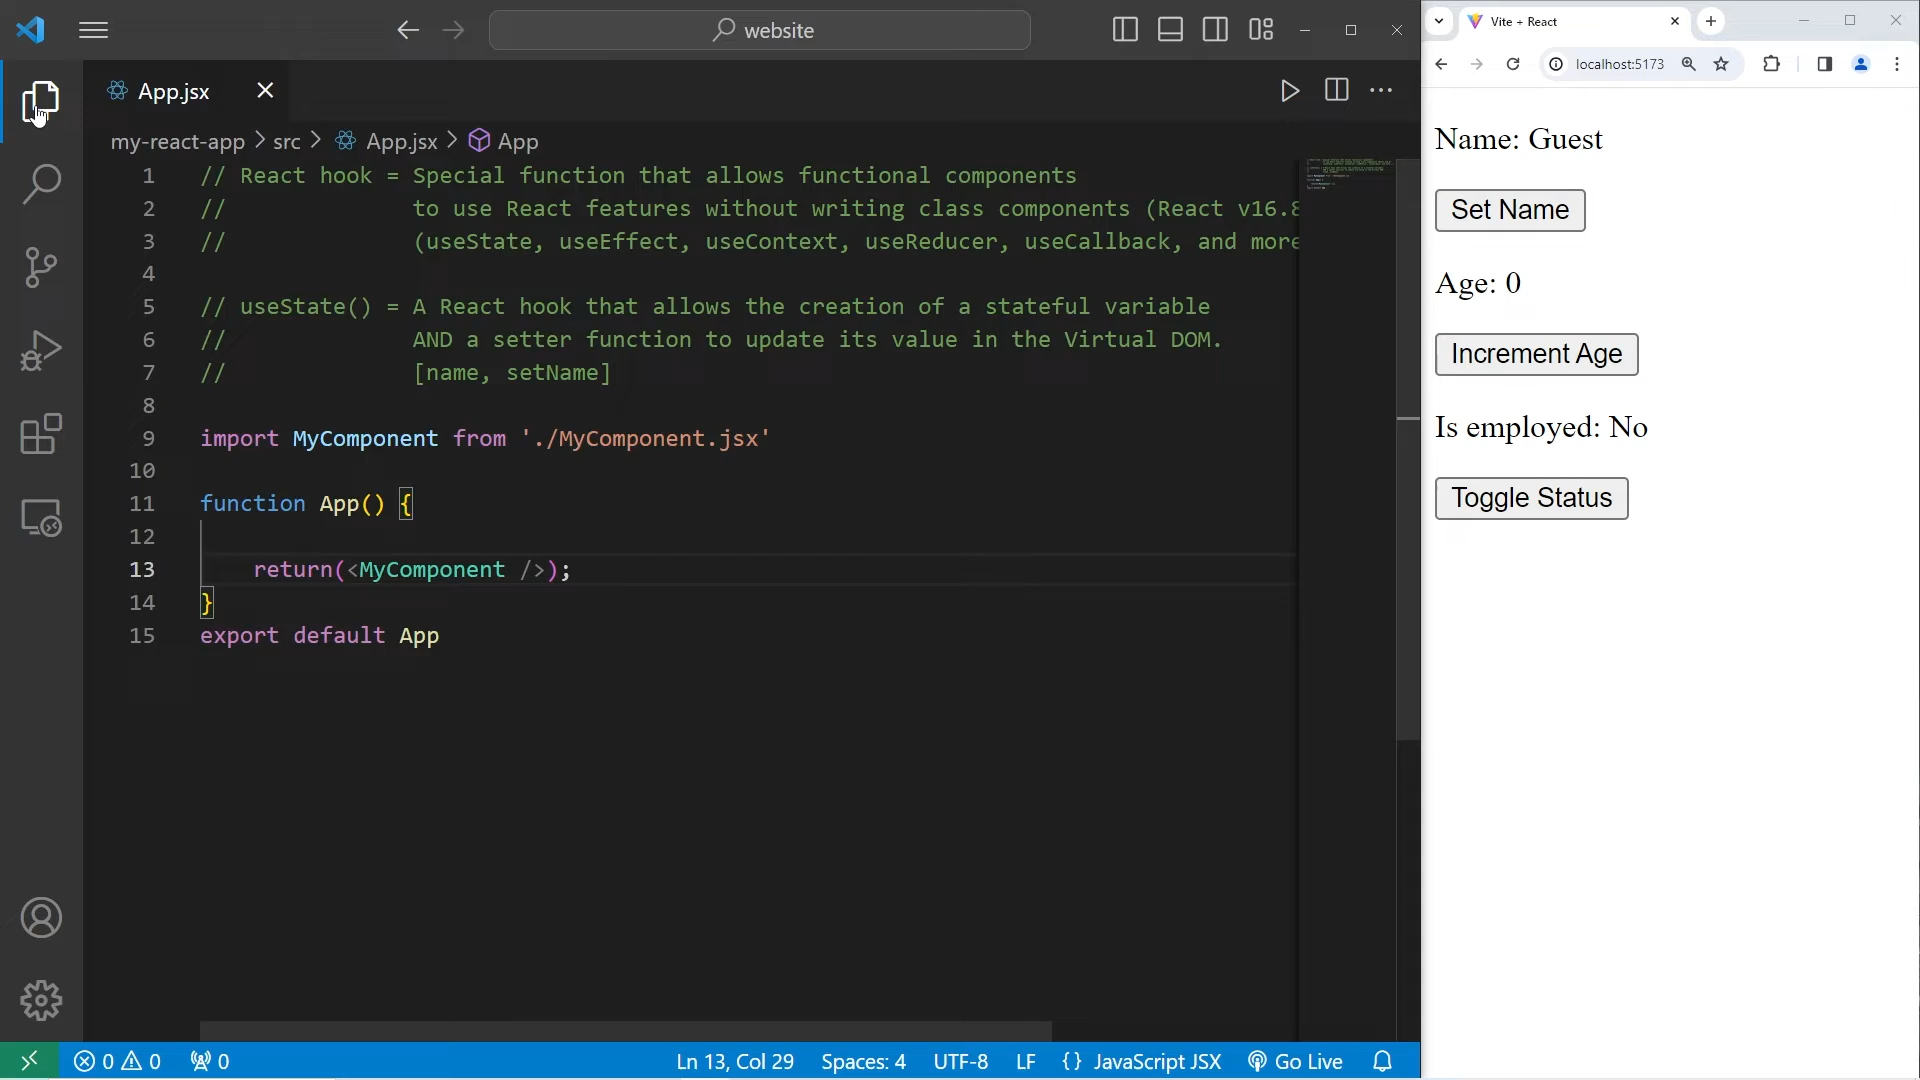 website
App.jsx
my-react-app > src > App.jsx > App
1 // React hook = Special function that allows functional components
2 // to use React features without writing class components (React v16.8
3 // (useState, useEffect, useContext, useReducer, useCallback, and more
4
5 // useState() = A React hook that allows the creation of a stateful variable
6 // AND a setter function to update its value in the Virtual DOM.
7 // [name, setName]
8
9 import MyComponent from './MyComponent.jsx'
10
11 function App() {
12
13 return(<MyComponent />);
14 }
15 export default App
0 0 0 Ln 13, Col 29 Spaces: 4 UTF-8 LF {} JavaScript JSX Go Live
Vite + React
localhost:5173
Name: Guest
Set Name
Age: 0
Increment Age
Is employed: No
Toggle Status